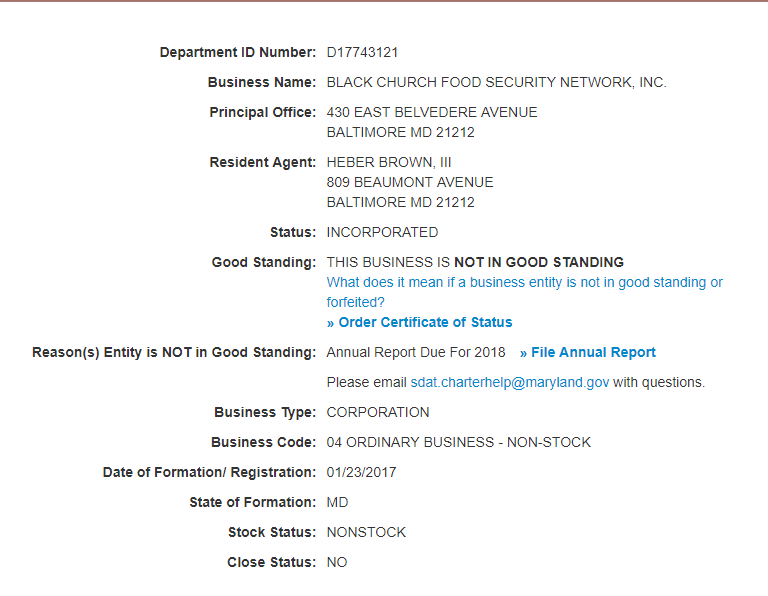 Department ID Number: D17743121
Business Name: BLACK CHURCH FOOD SECURITY NETWORK, INC.
Principal Office: 430 EAST BELVEDERE AVENUE
BALTIMORE MD 21212
Resident Agent: HEBER BROWN, III
809 BEAUMONT AVENUE
BALTIMORE MD 21212
Status: INCORPORATED
Good Standing: THIS BUSINESS IS NOT IN GOOD STANDING
What does it mean if a business entity is not in good standing or
forfeited?
» Order Certificate of Status
Reason(s) Entity is NOT in Good Standing: Annual Report Due For 2018 » File Annual Report
Please email sdat.charterhelp@maryland.gov with questions.
Business Type: CORPORATION
Business Code: 04 ORDINARY BUSINESS - NON-STOCK
Date of Formation/ Registration: 01/23/2017
State of Formation: MD
Stock Status: NONSTOCK
Close Status: NO